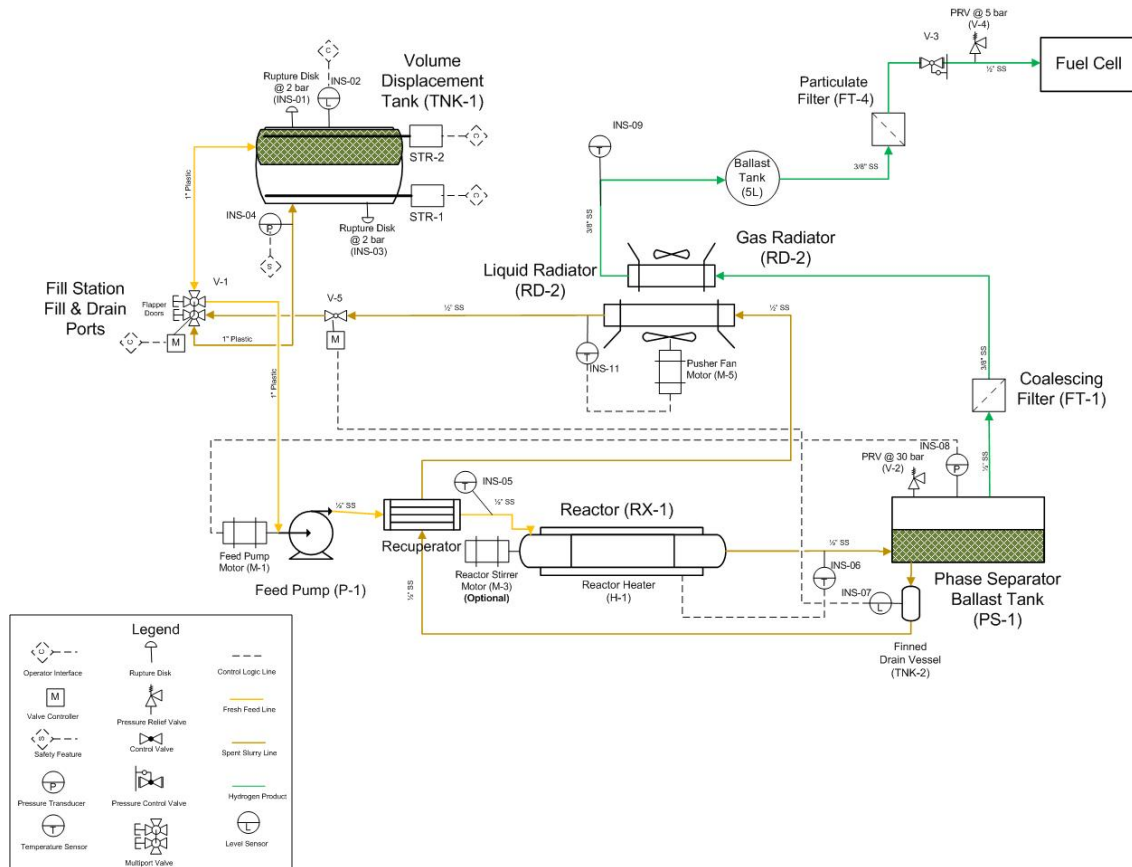 PRV @ 5 bar
(V-4)
V-3
½" SS
Fuel Cell
Particulate
Filter (FT-4)
3/8" SS
C
Volume
Displacement
Tank (TNK-1)
Rupture Disk
@ 2 bar
(INS-01)
INS-02
L
STR-2
C
STR-1
C
1" Plastic
INS-04
P
S
Rupture Disk
@ 2 bar
(INS-03)
INS-09
T
3/8" SS
Ballast
Tank
(5L)
Gas Radiator
(RD-2)
Liquid Radiator
(RD-2)
Fill Station
Fill & Drain
Ports
V-1
Flapper
Doors
C
M
1" Plastic
1" Plastic
V-5
M
½" SS
T
INS-11
Pusher Fan
Motor (M-5)
3/8" SS
Coalescing
Filter (FT-1)
½" SS
INS-08
P
PRV @ 30 bar
(V-2)
Feed Pump
Motor (M-1)
Feed Pump (P-1)
½" SS
Recuperator
T
INS-05
½" SS
½" SS
Reactor (RX-1)
Reactor Stirrer
Motor (M-3)
(Optional)
Reactor Heater
(H-1)
½" SS
INS-06
T
INS-07
L
Phase Separator
Ballast Tank
(PS-1)
Finned
Drain Vessel
(TNK-2)
Legend
C
Operator Interface
Rupture Disk
Control Logic Line
M
Valve Controller
Pressure Relief Valve
Fresh Feed Line
S
Safety Feature
Control Valve
Spent Slurry Line
P
Pressure Transducer
Pressure Control Valve
Hydrogen Product
T
Temperature Sensor
Multiport Valve
L
Level Sensor